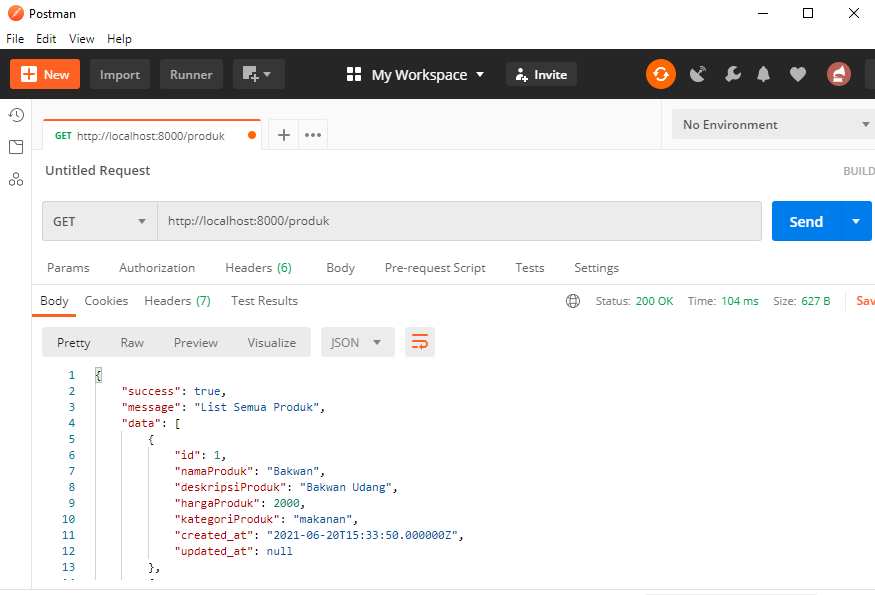 Postman
File Edit View Help
New Import Runner My Workspace Invite
GET http://localhost:8000/produk No Environment
Untitled Request BUILD
GET http://localhost:8000/produk Send
Params Authorization Headers (6) Body Pre-request Script Tests Settings
Body Cookies Headers (7) Test Results Status: 200 OK Time: 104 ms Size: 627 B Sav
Pretty Raw Preview Visualize JSON
1 {
2 "success": true,
3 "message": "List Semua Produk",
4 "data": [
5 {
6 "id": 1,
7 "namaProduk": "Bakwan",
8 "deskripsiProduk": "Bakwan Udang",
9 "hargaProduk": 2000,
10 "kategoriProduk": "makanan",
11 "created_at": "2021-06-20T15:33:50.000000Z",
12 "updated_at": null
13 },